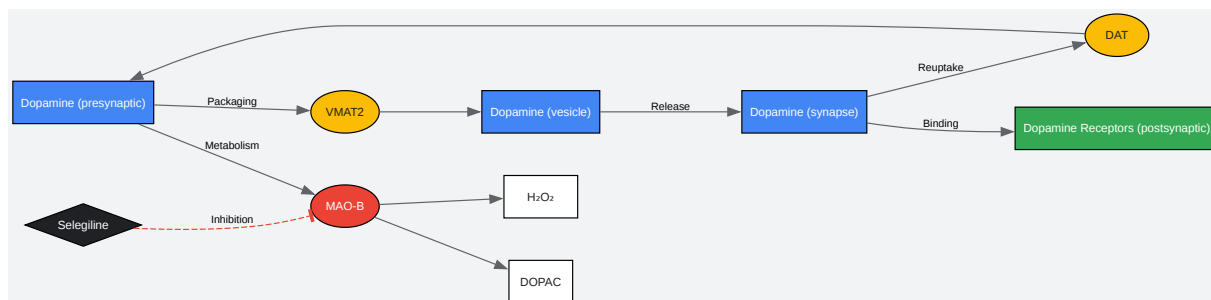 DAT
Reuptake
Dopamine (presynaptic)
Packaging
VMAT2
Dopamine (vesicle)
Release
Dopamine (synapse)
Binding
Dopamine Receptors (postsynaptic)
Metabolism
MAO-B
H₂O₂
Selegiline
Inhibition
DOPAC